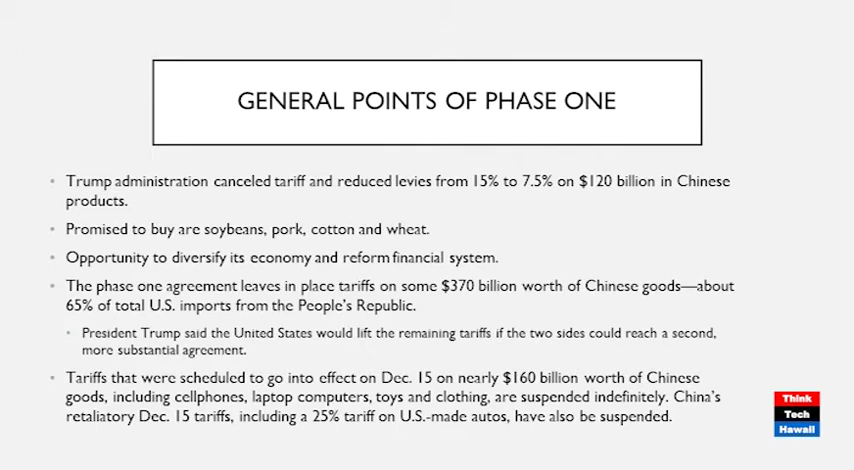 GENERAL POINTS OF PHASE ONE
• Trump administration canceled tariff and reduced levies from 15% to 7.5% on $120 billion in Chinese
products.
• Promised to buy are soybeans, pork, cotton and wheat.
• Opportunity to diversify its economy and reform financial system.
• The phase one agreement leaves in place tariffs on some $370 billion worth of Chinese goods—about
65% of total U.S. imports from the People's Republic.
• President Trump said the United States would lift the remaining tariffs if the two sides could reach a second,
more substantial agreement.
• Tariffs that were scheduled to go into effect on Dec. 15 on nearly $160 billion worth of Chinese
goods, including cellphones, laptop computers, toys and clothing, are suspended indefinitely. China's
retaliatory Dec. 15 tariffs, including a 25% tariff on U.S.-made autos, have also be suspended.
Think
Tech
Hawaii